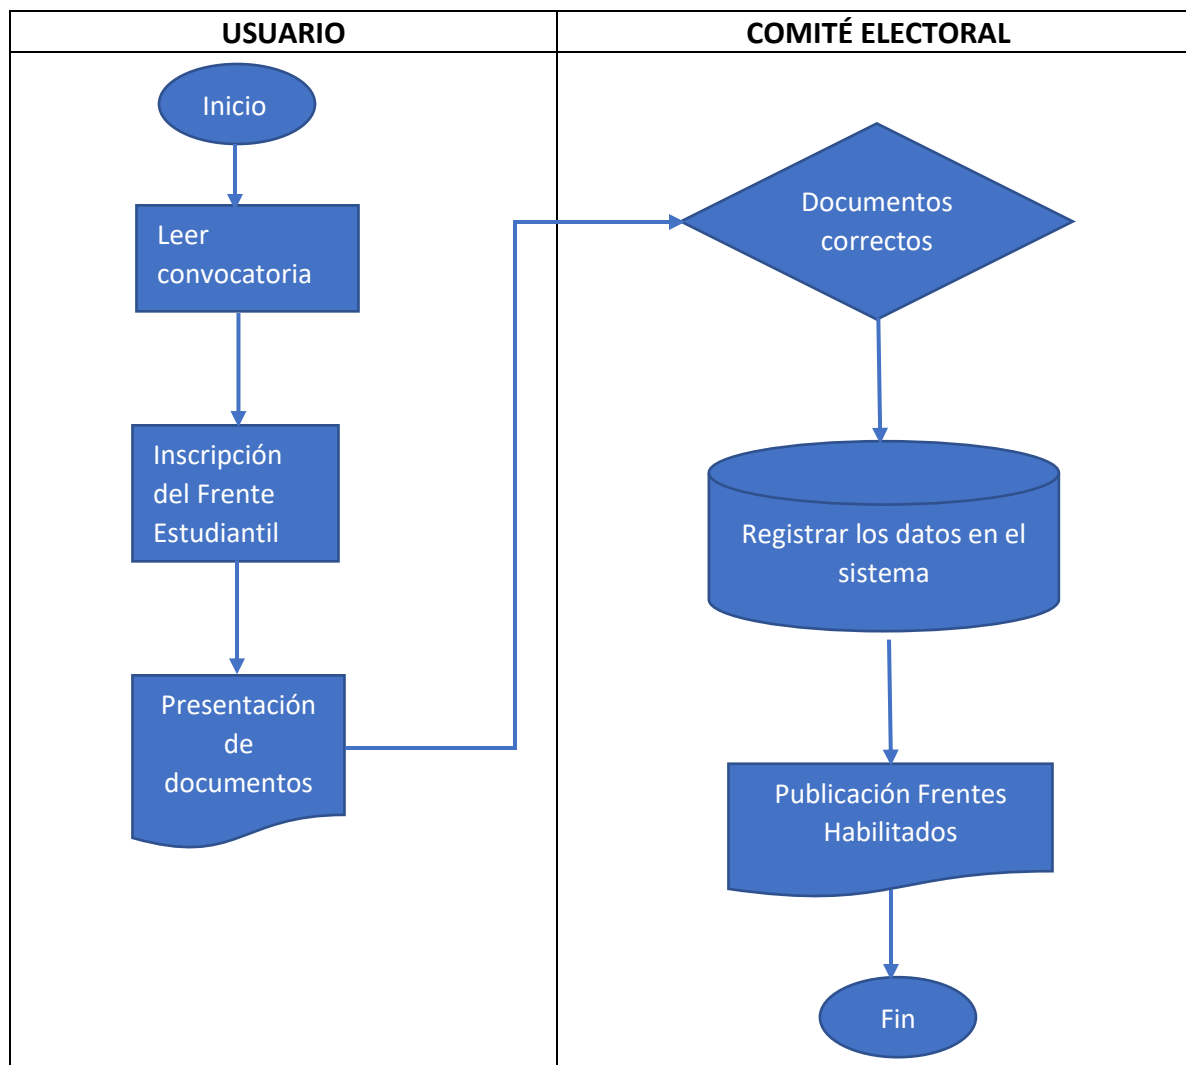 USUARIO
COMITÉ ELECTORAL
Inicio
Leer
convocatoria
Inscripción
del Frente
Estudiantil
Presentación
de
documentos
Documentos
correctos
Registrar los datos en el
sistema
Publicación Frentes
Habilitados
Fin